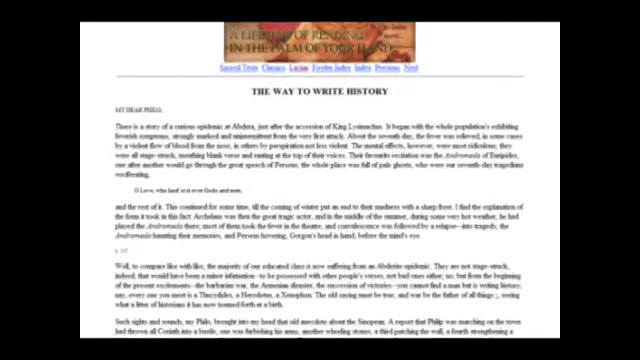 A LIFETIME OF READING
IN THE PALM OF YOUR HAND
Sacred Texts Classics Lucian Fowler Index Index Previous Next
THE WAY TO WRITE HISTORY
MY DEAR PHILO,
There is a story of a curious epidemic at Abdera, just after the accession of King Lysimachus. It began with the whole population's exhibiting
feverish symptoms, strongly marked and unintermittent from the very first attack. About the seventh day, the fever was relieved, in some cases
by a violent flow of blood from the nose, in others by perspiration not less violent. The mental effects, however, were most ridiculous; they
were all stage-struck, mouthing blank verse and ranting at the top of their voices. Their favourite recitation was the Andromeda of Euripides;
one after another would go through the great speech of Perseus; the whole place was full of pale ghosts, who were our seventh-day tragedians
vociferating,
O Love, who lord'st it over Gods and men,
and the rest of it. This continued for some time, till the coming of winter put an end to their madness with a sharp frost. I find the explanation of
the form it took in this fact: Archelaus was then the great tragic actor, and in the middle of the summer, during some very hot weather, he had
played the Andromeda there; most of them took the fever in the theatre, and convalescence was followed by a relapse--into tragedy, the
Andromeda haunting their memories, and Perseus hovering, Gorgon's head in hand, before the mind's eye.
Well, to compare like with like, the majority of our educated class is now suffering from an Abderite epidemic. They are not stage-struck,
indeed; that would have been a minor infatuation--to be possessed with other people's verses, not bad ones either; no; but from the beginning
of the present excitements--the barbarian war, the Armenian disaster, the succession of victories--you cannot find a man but is writing history;
nay, every one you meet is a Thucydides, a Herodotus, a Xenophon. The old saying must be true, and war be the father of all things, seeing
what a litter of historians it has now teemed forth at a birth.
Such sights and sounds, my Philo, brought into my head that old anecdote about the Sinopean. A report that Philip was marching on the town
had thrown all Corinth into a bustle; one was furbishing his arms, another wheeling stones, a third patching the wall, a fourth strengthening a